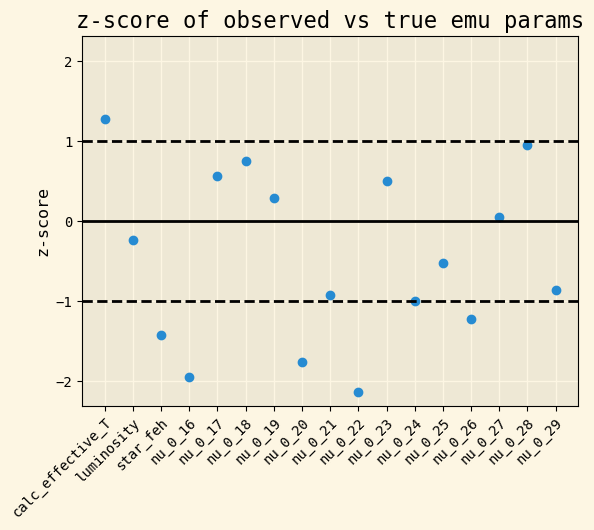 z-score of observed vs true emu params
z-score
2
1
0
−1
−2
calc_effective_T
luminosity
star_feh
nu_0_16
nu_0_17
nu_0_18
nu_0_19
nu_0_20
nu_0_21
nu_0_22
nu_0_23
nu_0_24
nu_0_25
nu_0_26
nu_0_27
nu_0_28
nu_0_29